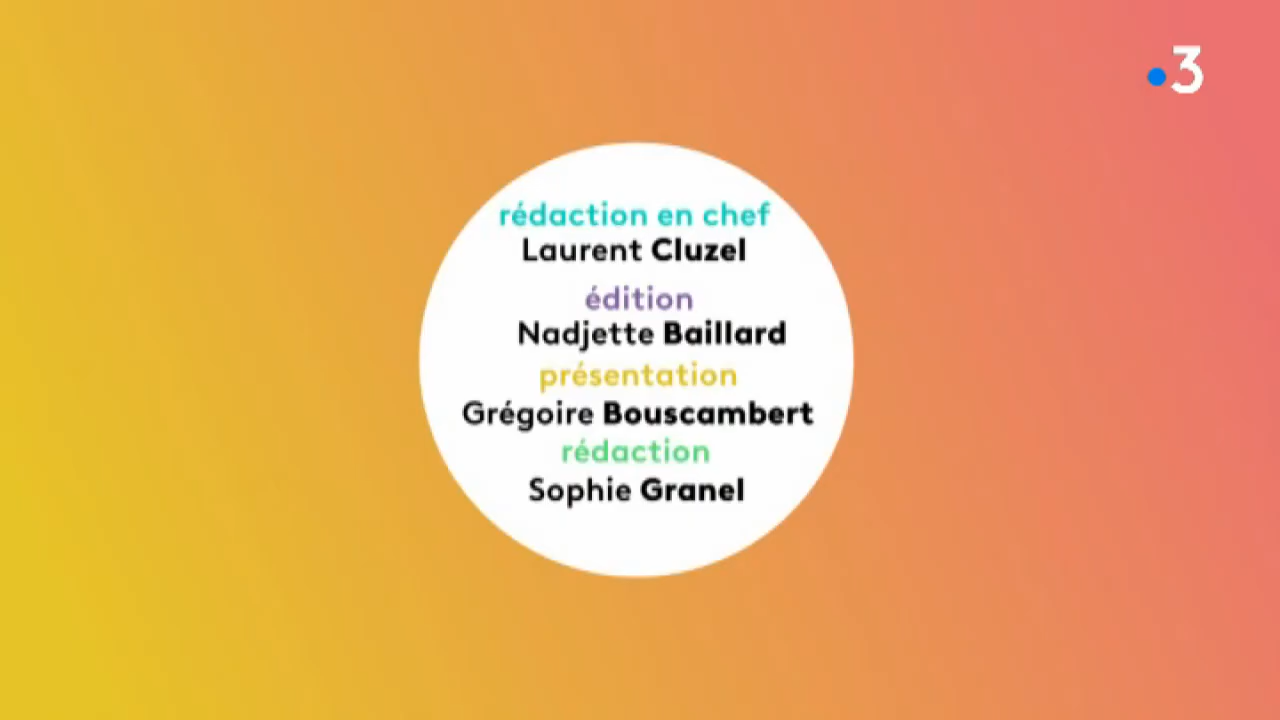 3
rédaction en chef
Laurent Cluzel
édition
Nadjette Baillard
présentation
Grégoire Bouscambert
rédaction
Sophie Granel